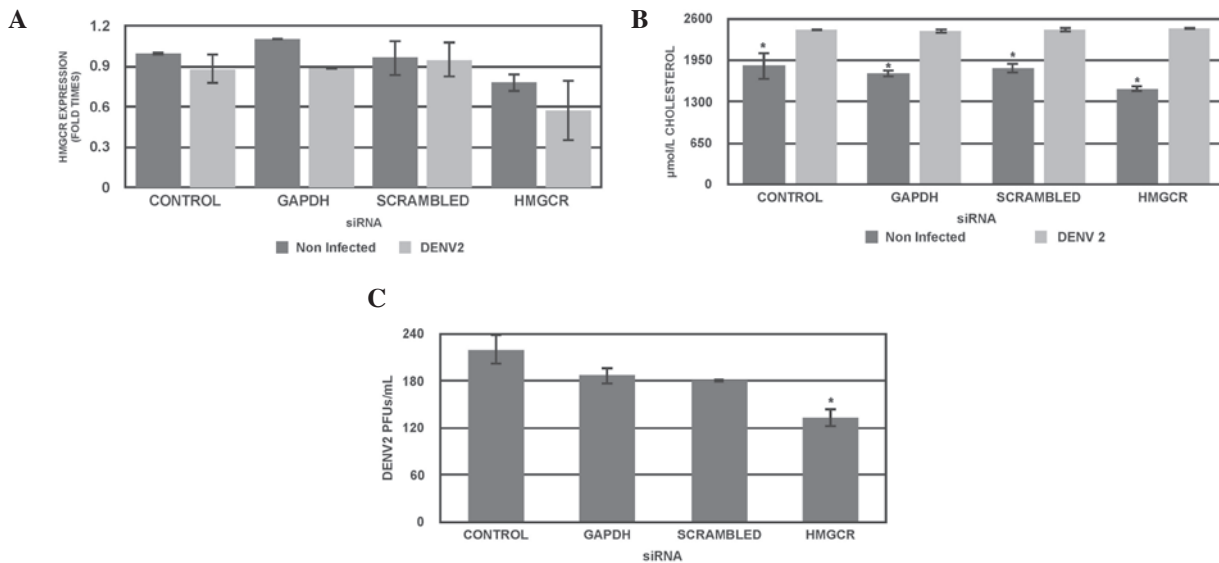 A
HMGCR EXPRESSION
(FOLD TIMES)
1.2
0.9
0.6
0.3
0
CONTROL GAPDH SCRAMBLED HMGCR
siRNA
Non Infected DENV2
B
µmol/L CHOLESTEROL
2600
1950
1300
650
0
* * * *
CONTROL GAPDH SCRAMBLED HMGCR
siRNA
Non Infected DENV 2
C
DENV2 PFUs/mL
240
180
120
60
0
*
CONTROL GAPDH SCRAMBLED HMGCR
siRNA